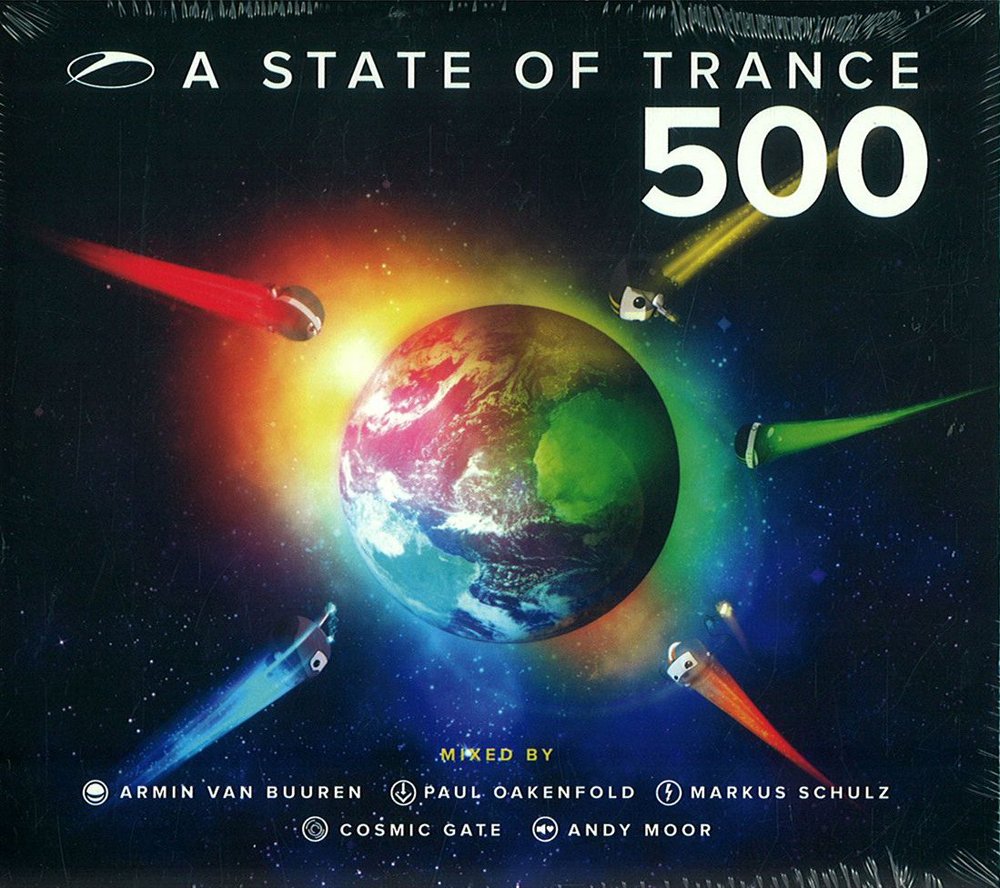 A STATE OF TRANCE
500
MIXED BY
ARMIN VAN BUUREN PAUL OAKENFOLD MARKUS SCHULZ
COSMIC GATE ANDY MOOR